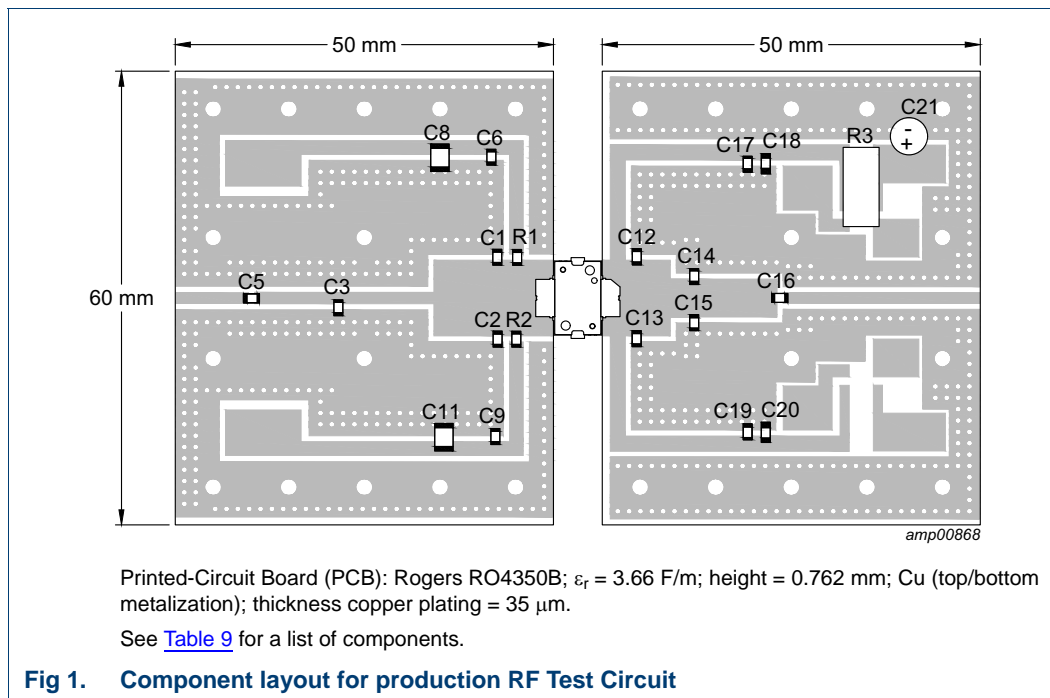 50 mm
50 mm
60 mm
C8
C6
C1
R1
C5
C3
C2
R2
C11
C9
C21
-
+
R3
C17
C18
C12
C14
C16
C15
C13
C19
C20
amp00868
Printed-Circuit Board (PCB): Rogers RO4350B; εr = 3.66 F/m; height = 0.762 mm; Cu (top/bottom
metalization); thickness copper plating = 35 μm.
See Table 9 for a list of components.
Fig 1. Component layout for production RF Test Circuit